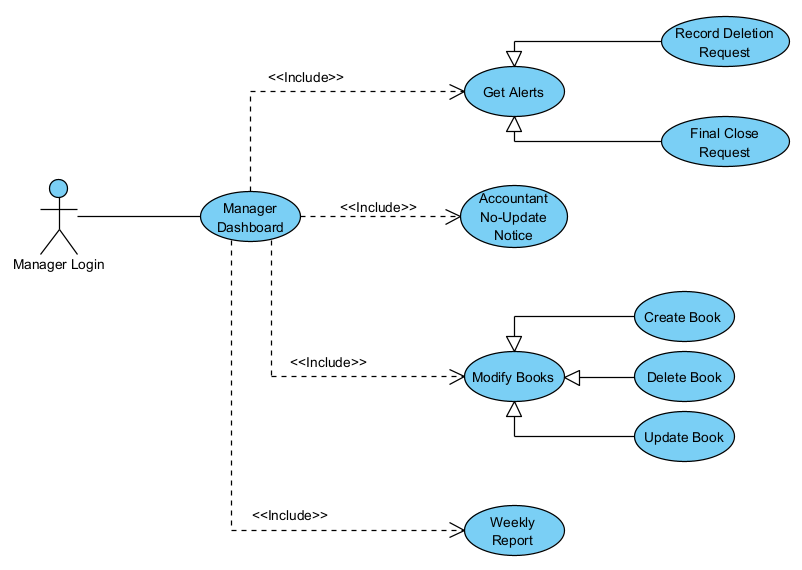 Record Deletion
Request
<<Include>>
Get Alerts
Final Close
Request
Manager
Dashboard
<<Include>>
Accountant
No-Update
Notice
Manager Login
Create Book
<<Include>>
Modify Books
Delete Book
Update Book
<<Include>>
Weekly
Report